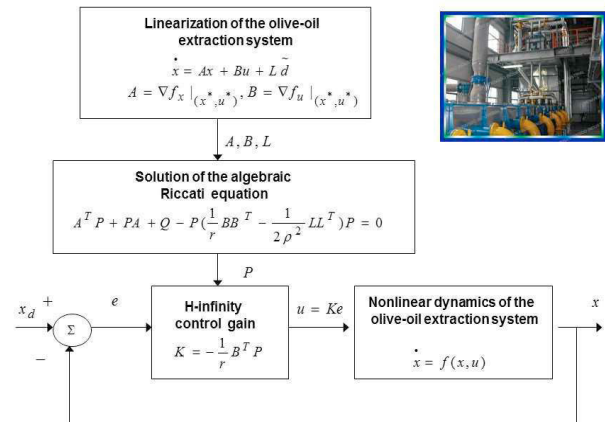 Linearization of the olive-oil
extraction system
ẋ = Ax + Bu + L d̃
A = ∇f_x |_(x*,u*), B = ∇f_u |_(x*,u*)
A, B, L
Solution of the algebraic
Riccati equation
A^T P + PA + Q − P(1/r BB^T − 1/(2ρ^2) LL^T)P = 0
P
x_d
+
−
Σ
e
H-infinity
control gain
K = −1/r B^T P
u = Ke
Nonlinear dynamics of the
olive-oil extraction system
ẋ = f(x,u)
x